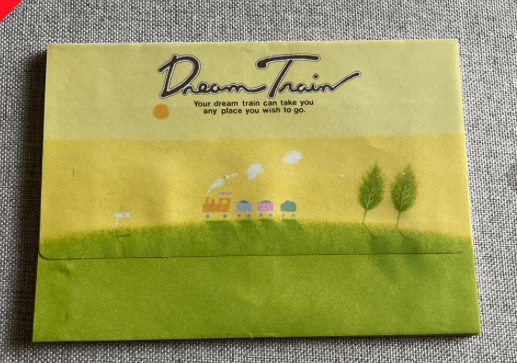 Dream Train
Your dream train can take you
any place you wish to go.